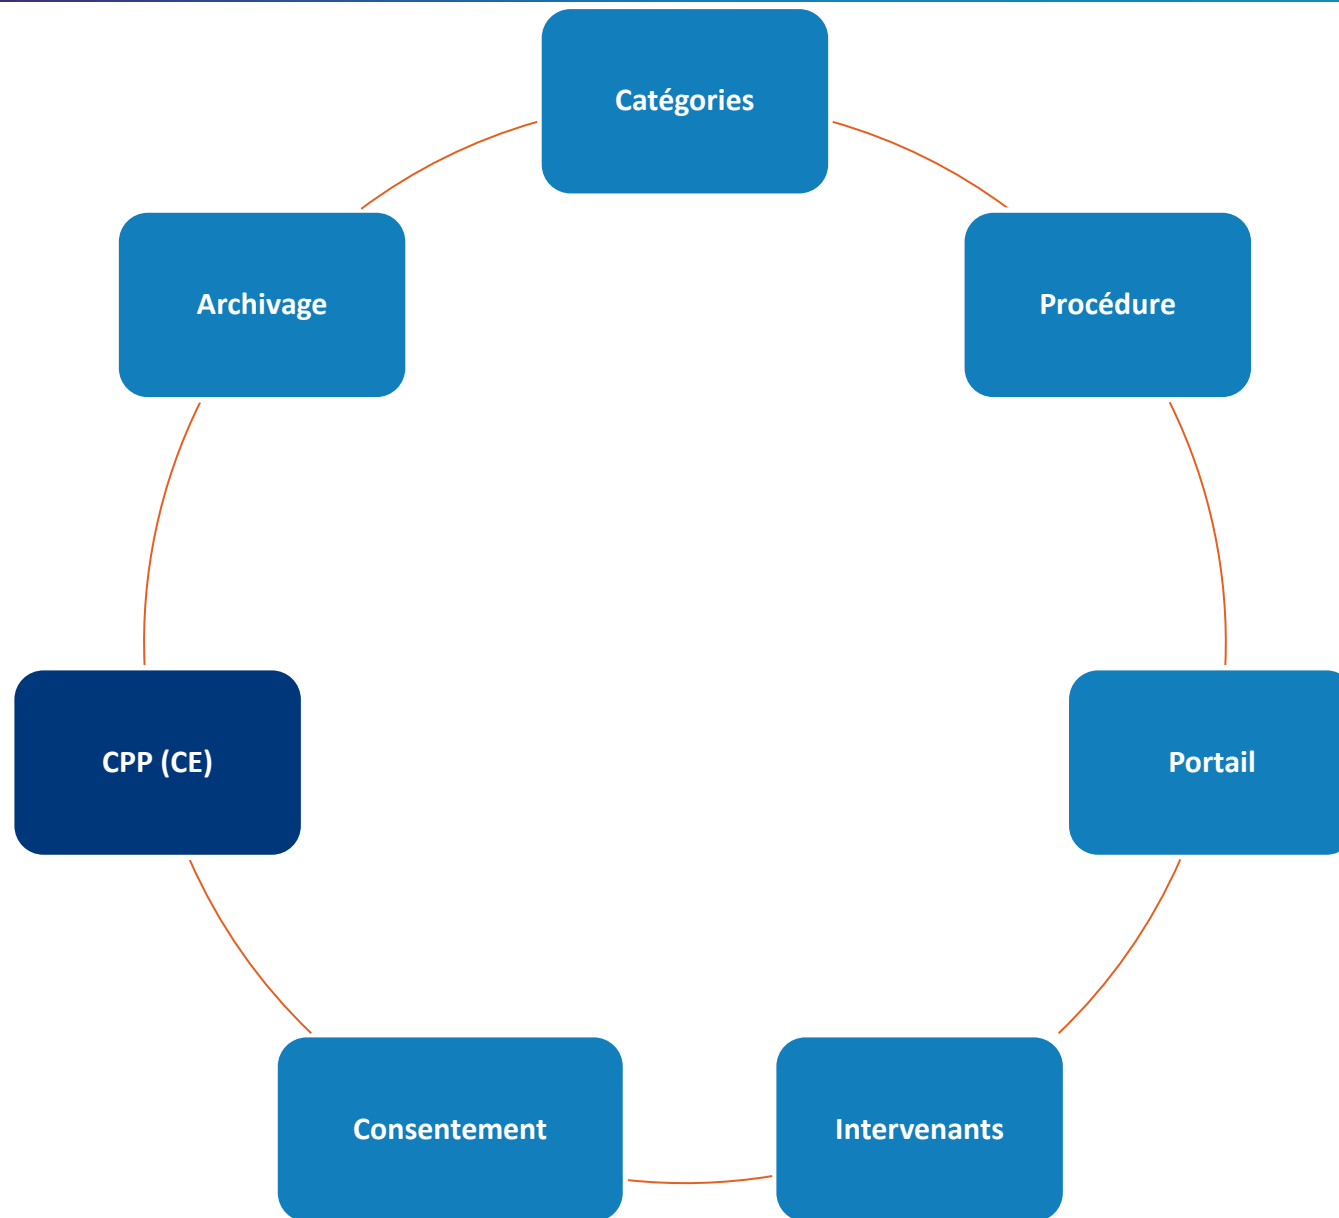 Catégories
Archivage
Procédure
CPP (CE)
Portail
Consentement
Intervenants